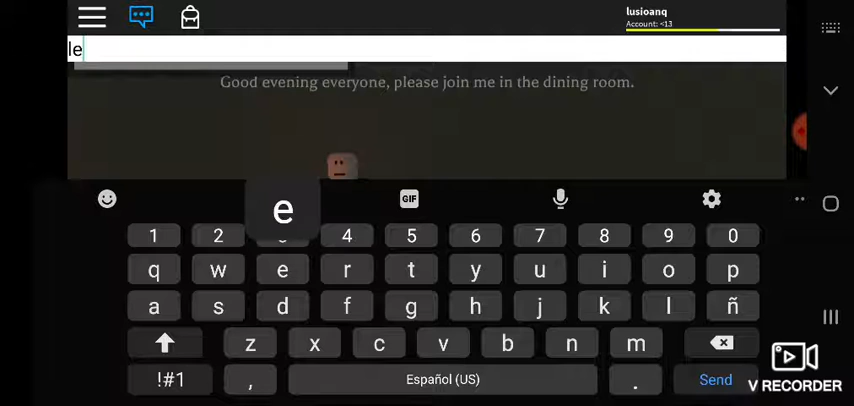 lusioanq
Account: <13
le
Good evening everyone, please join me in the dining room.
e
GIF
1 2 4 5 6 7 8 9 0
q w e r t y u i o p
a s d f g h j k l ñ
z x c v b n m
!#1 , Español (US) . Send
V RECORDER